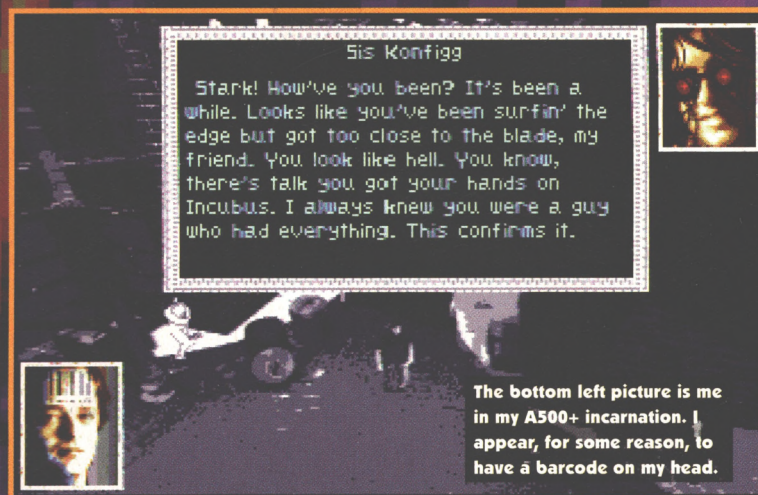 Sis Konfigg
Stark! How've you been? It's been a
while. Looks like you've been surfin' the
edge but got too close to the blade, my
friend. You look like hell. You know,
there's talk you got your hands on
Incubus. I always knew you were a guy
who had everything. This confirms it.
The bottom left picture is me
in my A500+ incarnation. I
appear, for some reason, to
have a barcode on my head.